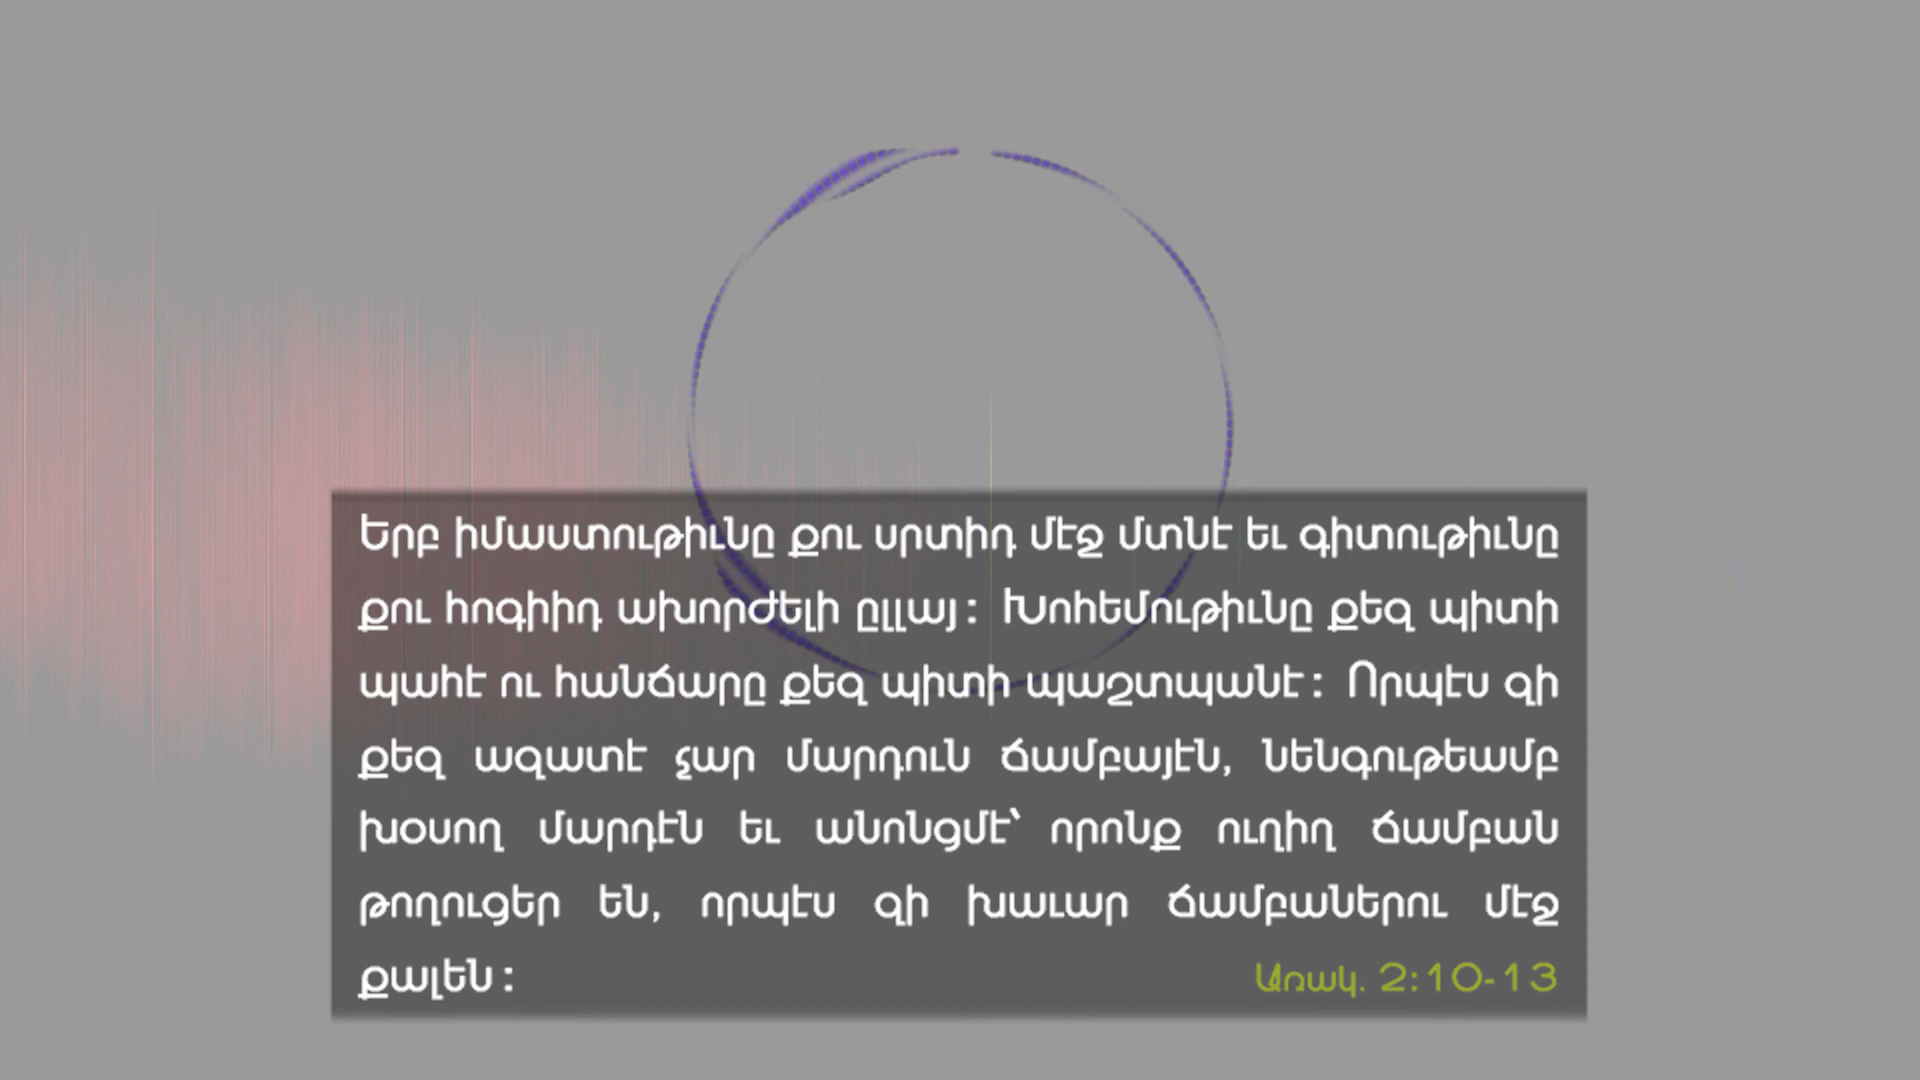 Երբ իմաստութիւնը քու սրտիդ մէջ մտնէ եւ գիտութիւնը
քու հոգիիդ ախորժելի ըլլայ: Խոհեմութիւնը քեզ պիտի
պահէ ու հանճարը քեզ պիտի պաշտպանէ: Որպէս զի
քեզ ազատէ չար մարդուն ճամբայէն, նենգութեամբ
խօսող մարդէն եւ անոնցմէ՝ որոնք ուղիղ ճամբան
թողուցեր են, որպէս զի խաւար ճամբաներու մէջ
քալեն:
Առակ. 2:10-13